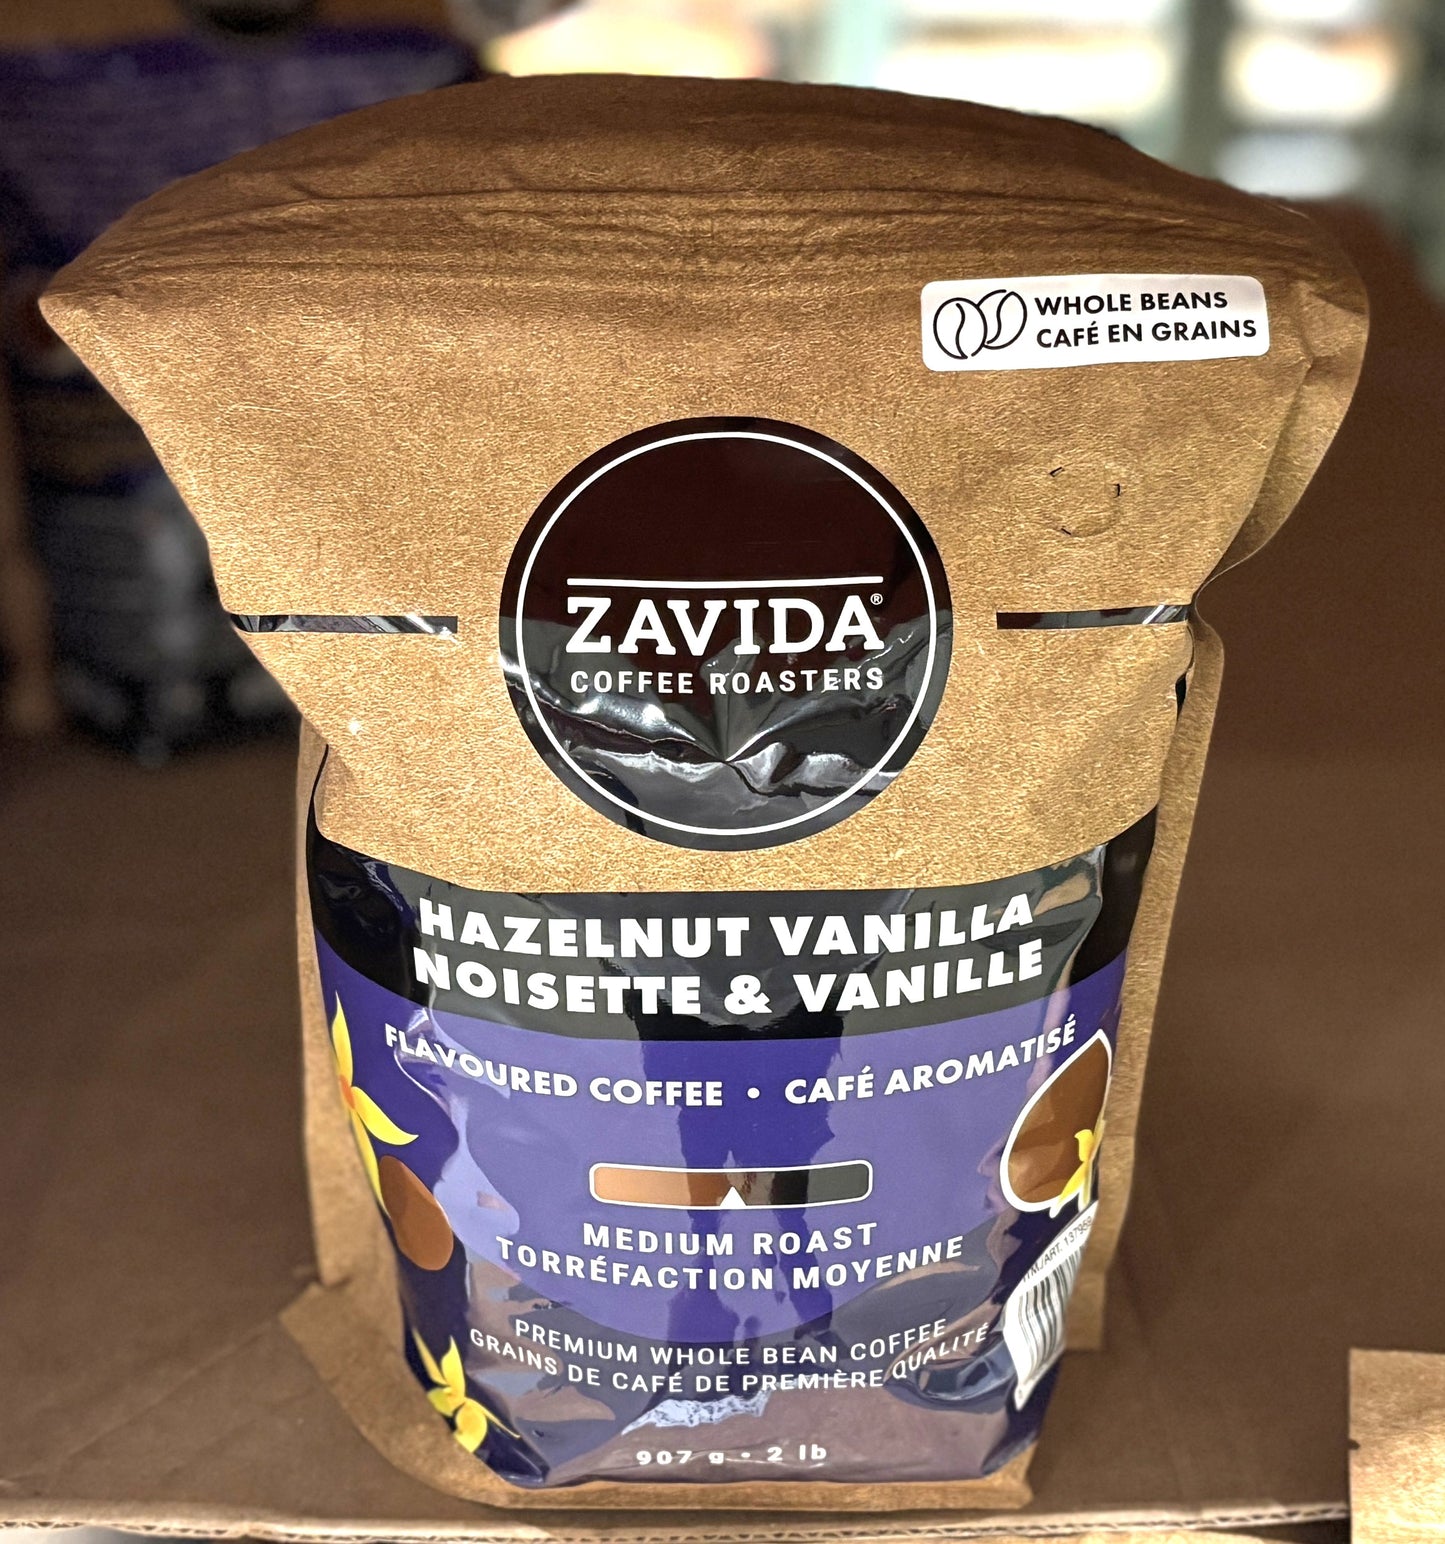 WHOLE BEANS
CAFÉ EN GRAINS
ZAVIDA®
COFFEE ROASTERS
HAZELNUT VANILLA
NOISETTE & VANILLE
FLAVOURED COFFEE • CAFÉ AROMATISÉ
MEDIUM ROAST
TORRÉFACTION MOYENNE
PREMIUM WHOLE BEAN COFFEE
GRAINS DE CAFÉ DE PREMIÈRE QUALITÉ
907 g • 2 lb